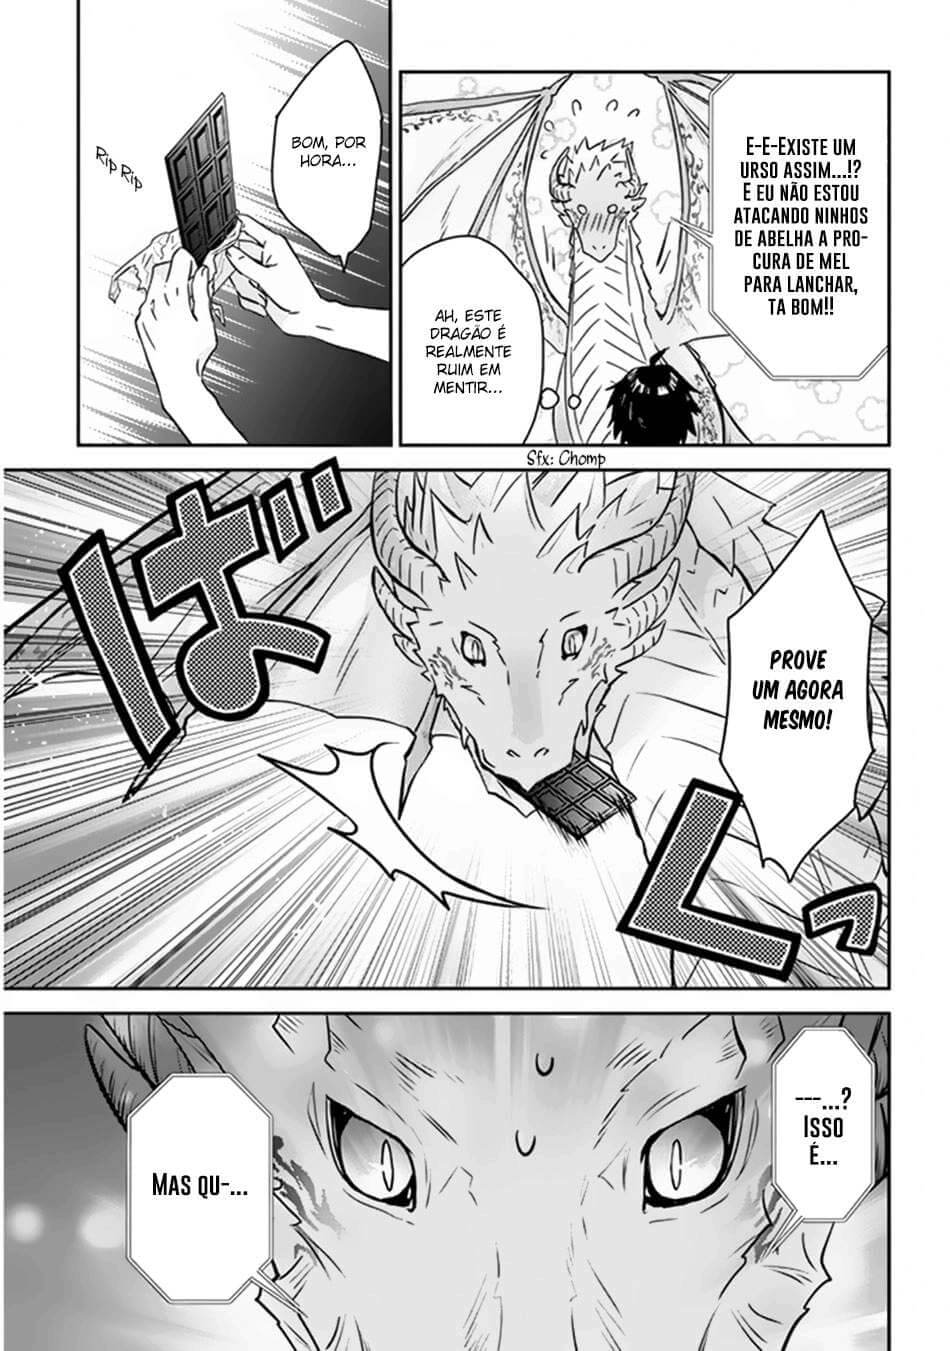 E-E-EXISTE UM
URSO ASSIM...!?
E EU NÃO ESTOU
ATACANDO NINHOS
DE ABELHA A PRO-
CURA DE MEL
PARA LANCHAR,
TA BOM!!
AH, ESTE
DRAGÃO É
REALMENTE
RUIM EM
MENTIR...
BOM, POR
HORA...
Rip Rip
Sfx: Chomp
PROVE
UM AGORA
MESMO!
ばくっ
---...?
ISSO
É...
MAS QU-...